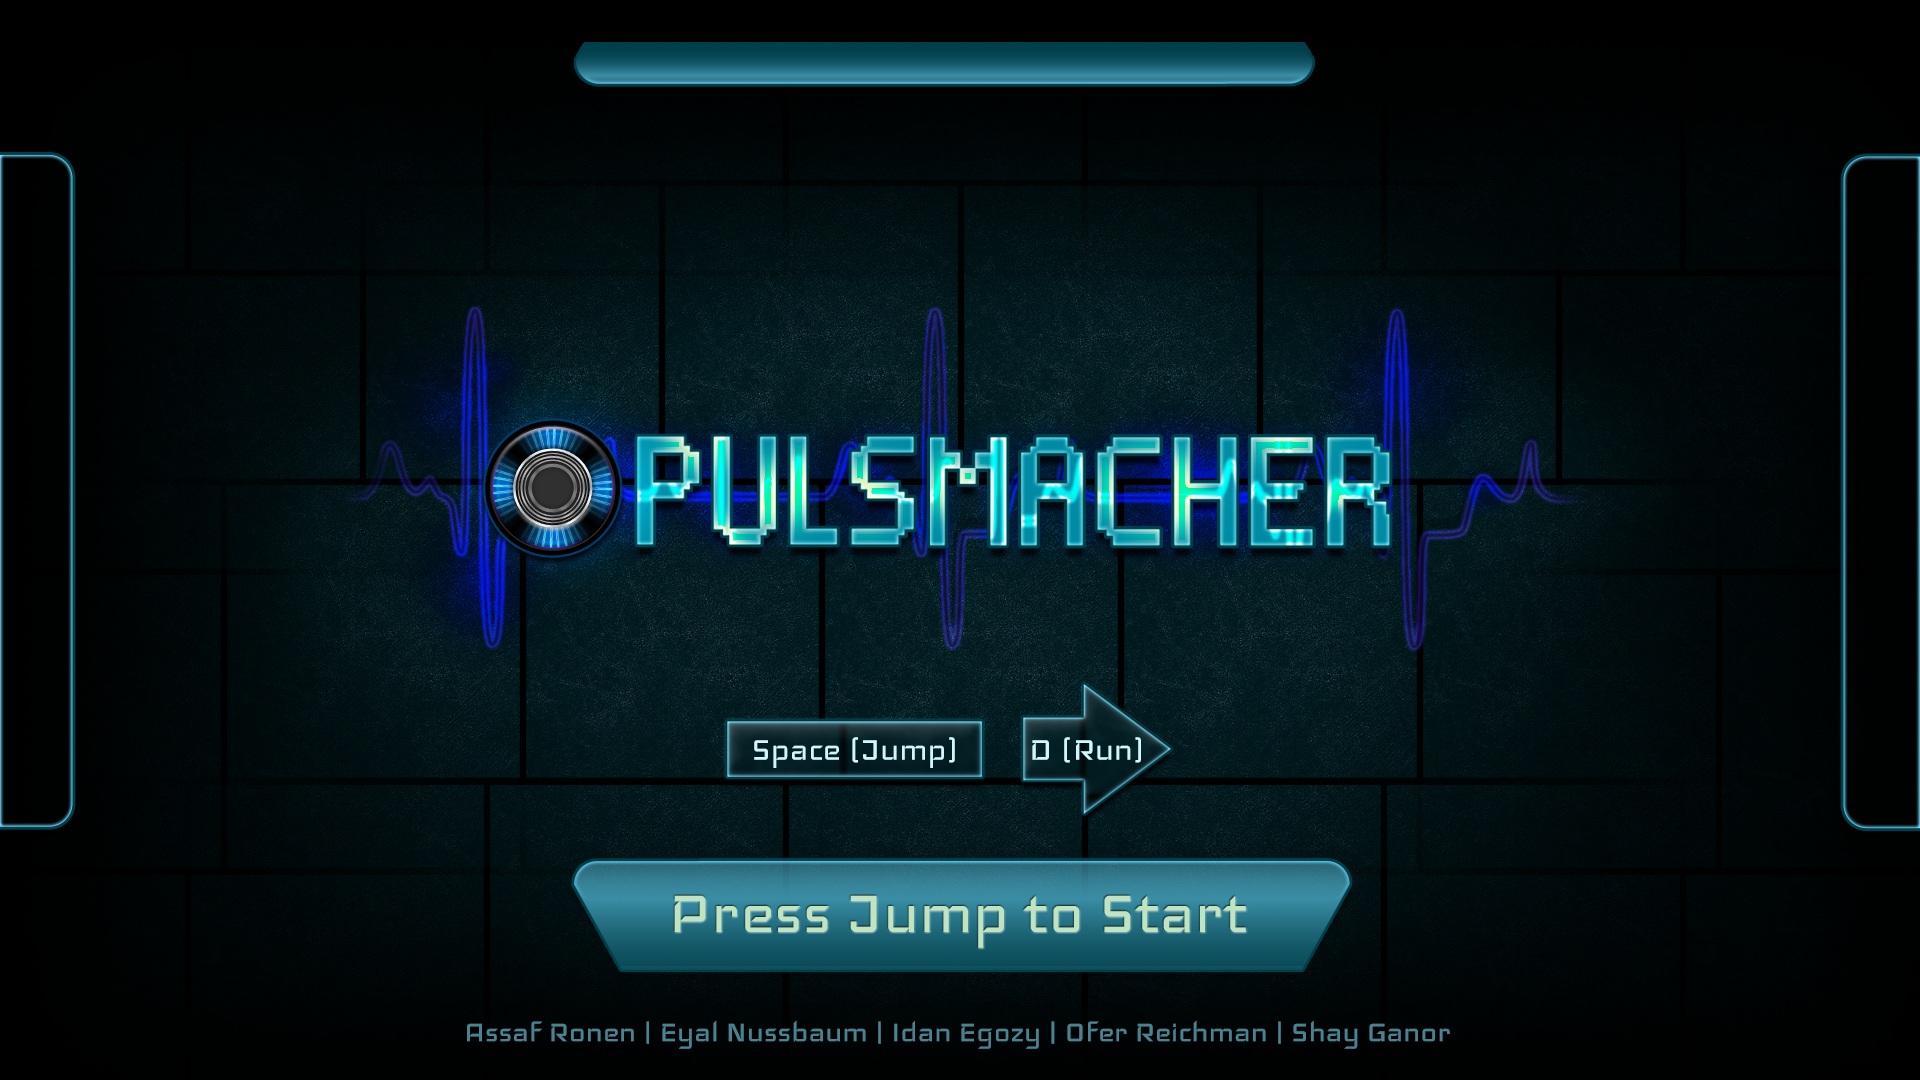 PULSMACHER
Space (Jump)
D (Run)
Press Jump to Start
Assaf Ronen | Eyal Nussbaum | Idan Egozy | Ofer Reichman | Shay Ganor